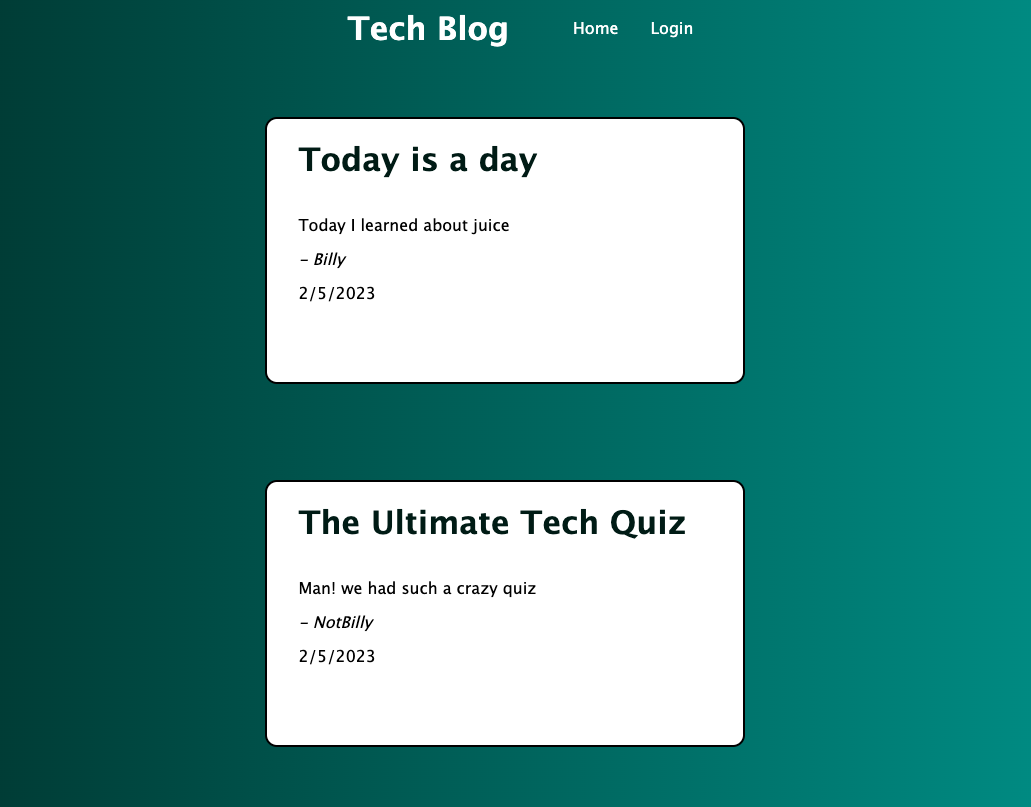 Tech Blog Home Login
Today is a day
Today I learned about juice
- Billy
2/5/2023
The Ultimate Tech Quiz
Man! we had such a crazy quiz
- NotBilly
2/5/2023